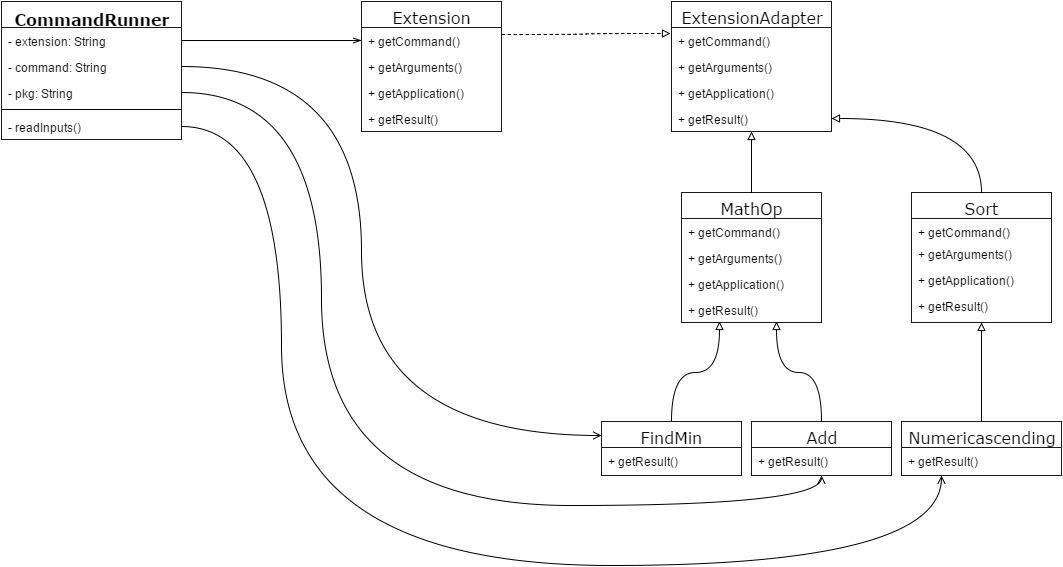 CommandRunner
- extension: String
- command: String
- pkg: String
- readInputs()
Extension
+ getCommand()
+ getArguments()
+ getApplication()
+ getResult()
ExtensionAdapter
+ getCommand()
+ getArguments()
+ getApplication()
+ getResult()
MathOp
+ getCommand()
+ getArguments()
+ getApplication()
+ getResult()
Sort
+ getCommand()
+ getArguments()
+ getApplication()
+ getResult()
FindMin
+ getResult()
Add
+ getResult()
Numericascending
+ getResult()